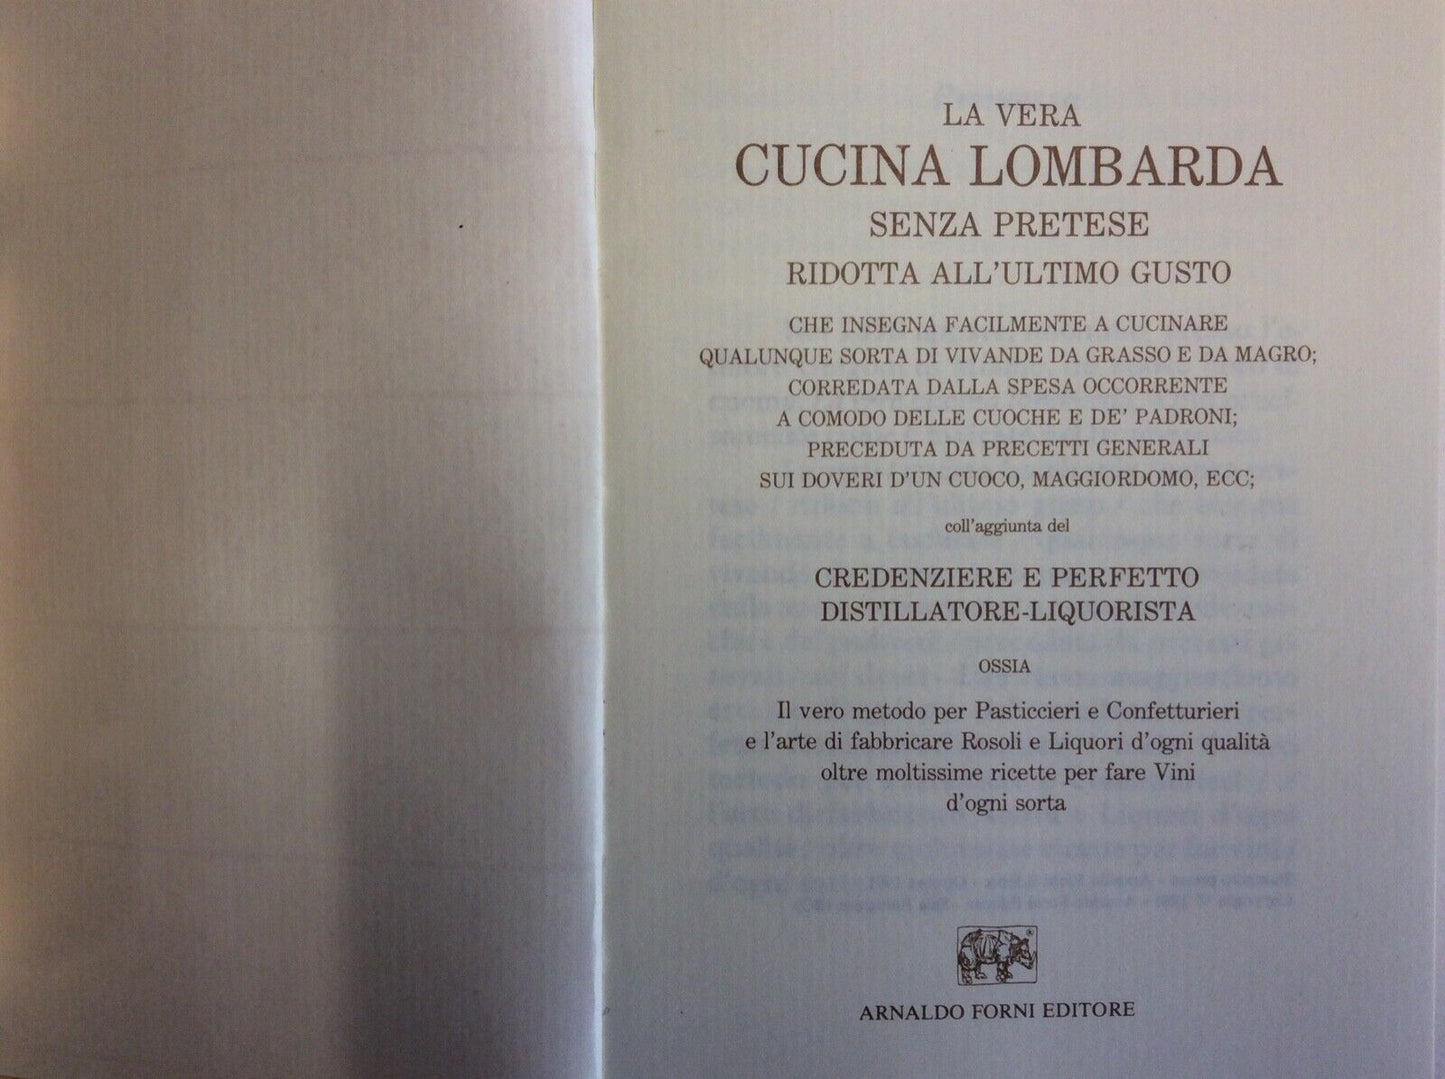 LA VERA
CUCINA LOMBARDA
SENZA PRETESE
RIDOTTA ALL'ULTIMO GUSTO
CHE INSEGNA FACILMENTE A CUCINARE
QUALUNQUE SORTA DI VIVANDE DA GRASSO E DA MAGRO;
CORREDATA DALLA SPESA OCCORRENTE
A COMODO DELLE CUOCHE E DE' PADRONI;
PRECEDUTA DA PRECETTI GENERALI
SUI DOVERI D'UN CUOCO, MAGGIORDOMO, ECC;
coll'aggiunta del
CREDENZIERE E PERFETTO
DISTILLATORE-LIQUORISTA
OSSIA
Il vero metodo per Pasticcieri e Confetturieri
e l'arte di fabbricare Rosoli e Liquori d'ogni qualità
oltre moltissime ricette per fare Vini
d'ogni sorta
®
ARNALDO FORNI EDITORE